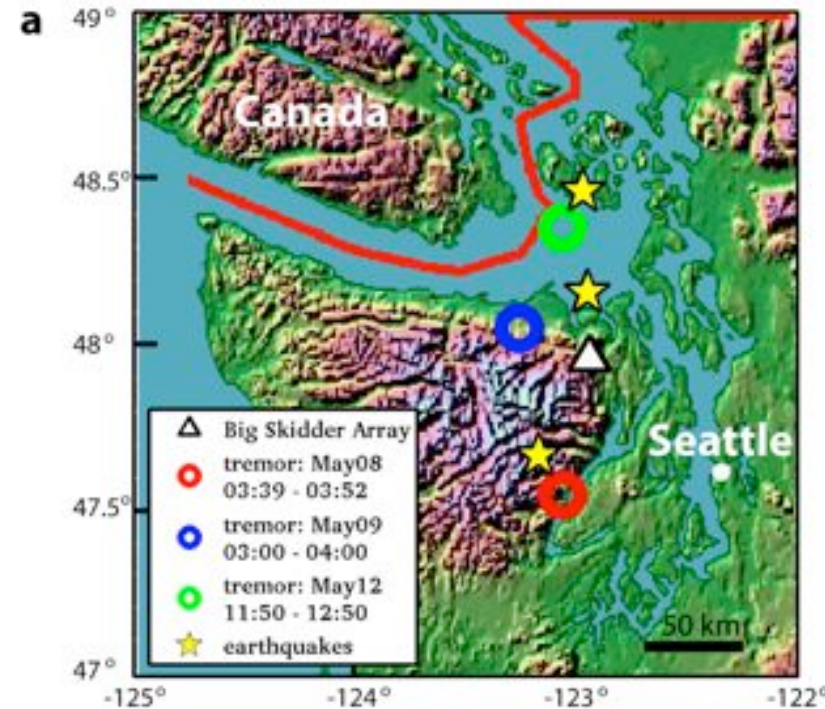 a
49°
Canada
48.5°
48°
Big Skidder Array
Seattle
tremor: May08
03:39 - 03:52
47.5°
tremor: May09
03:00 - 04:00
tremor: May12
11:50 - 12:50
50 km
earthquakes
47°
-125°
-124°
-123°
-122°